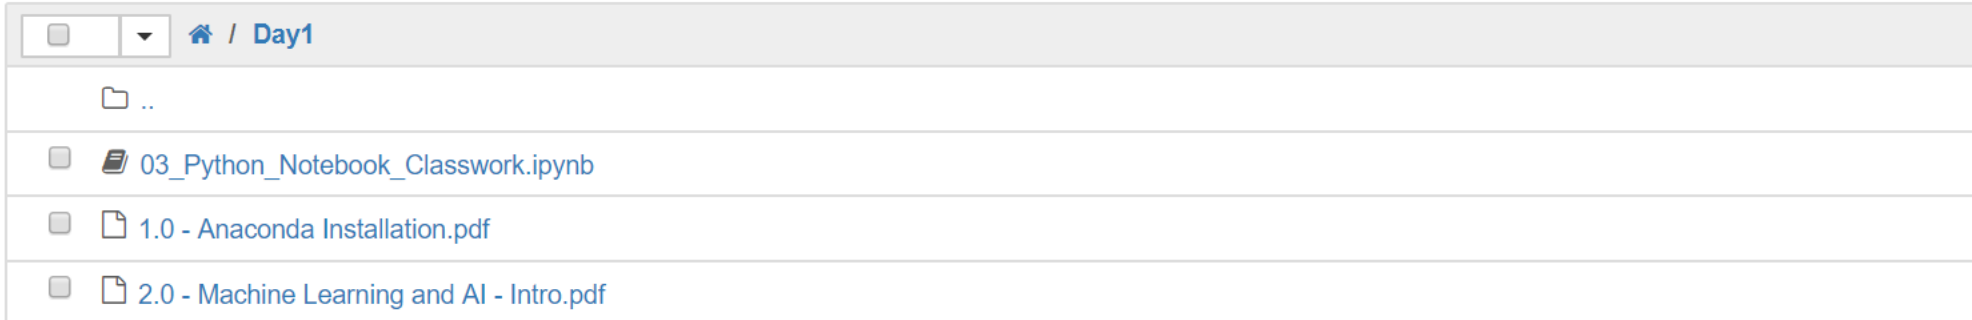 / Day1
..
03_Python_Notebook_Classwork.ipynb
1.0 - Anaconda Installation.pdf
2.0 - Machine Learning and AI - Intro.pdf